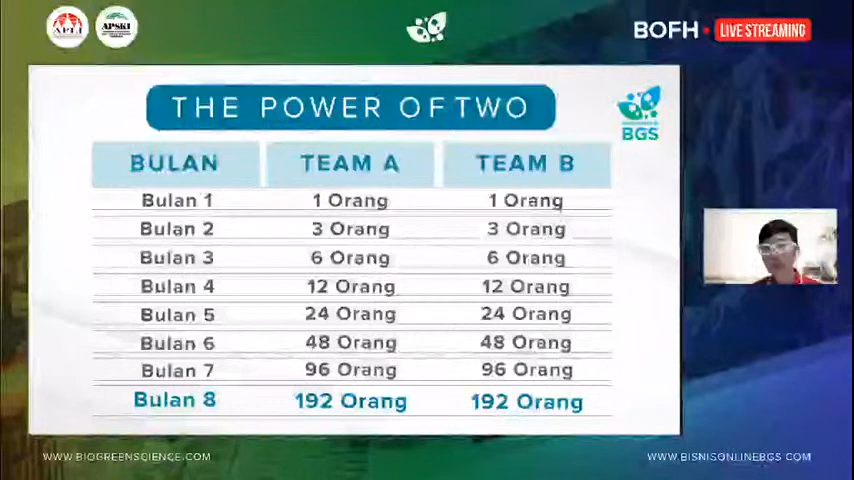 APLI
APSKI
BOFH • LIVE STREAMING
THE POWER OF TWO
BGS
BULAN TEAM A TEAM B
Bulan 1 1 Orang 1 Orang
Bulan 2 3 Orang 3 Orang
Bulan 3 6 Orang 6 Orang
Bulan 4 12 Orang 12 Orang
Bulan 5 24 Orang 24 Orang
Bulan 6 48 Orang 48 Orang
Bulan 7 96 Orang 96 Orang
Bulan 8 192 Orang 192 Orang
WWW.BIOGREENSCIENCE.COM
WWW.BISNISONLINEBGS.COM